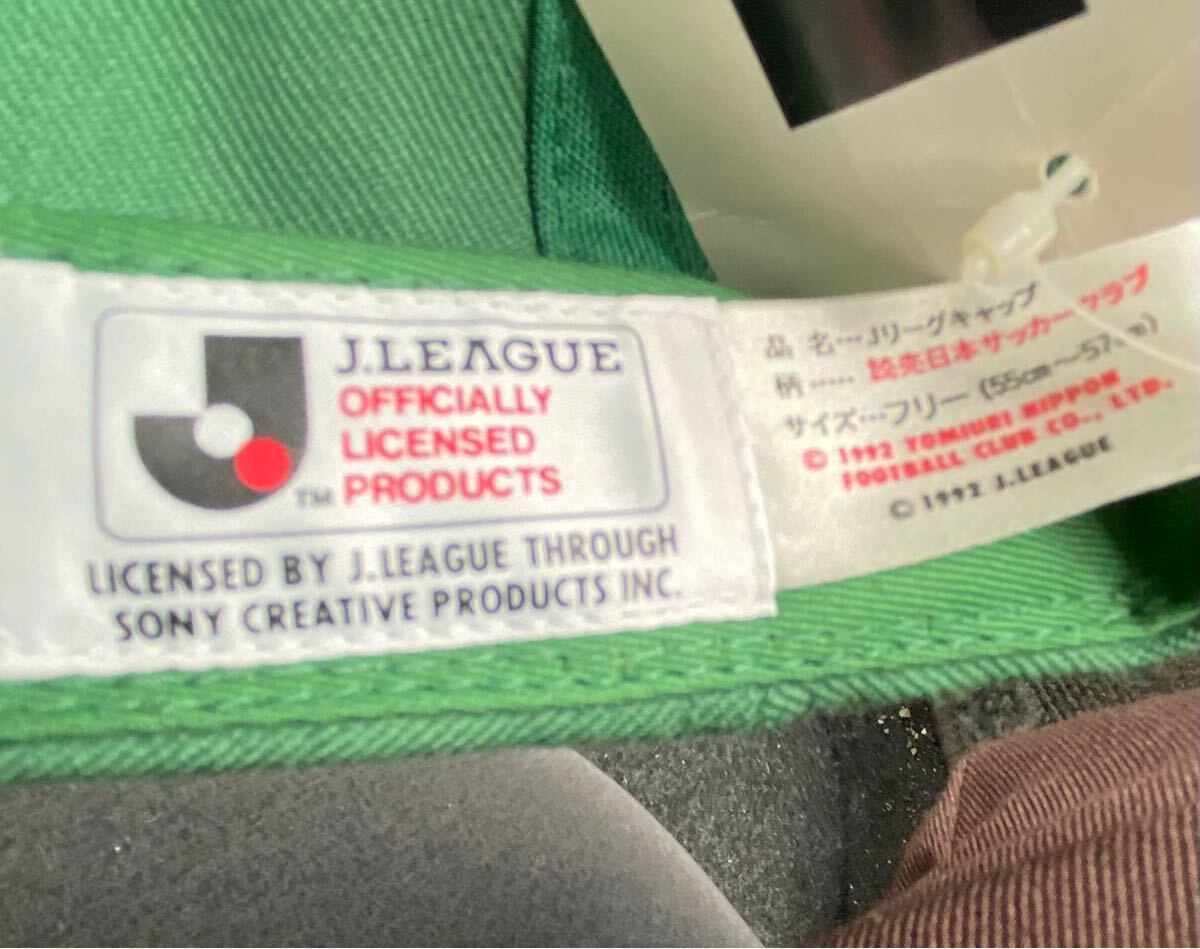 J.LEAGUE
OFFICIALLY
LICENSED
PRODUCTS
TM
LICENSED BY J.LEAGUE THROUGH
SONY CREATIVE PRODUCTS INC.
品 名…Jリーグキャップ
柄…… 読売日本サッカークラブ
サイズ…フリー (55cm〜57cm)
© 1992 YOMIURI NIPPON
FOOTBALL CLUB CO., LTD.
© 1992 J.LEAGUE